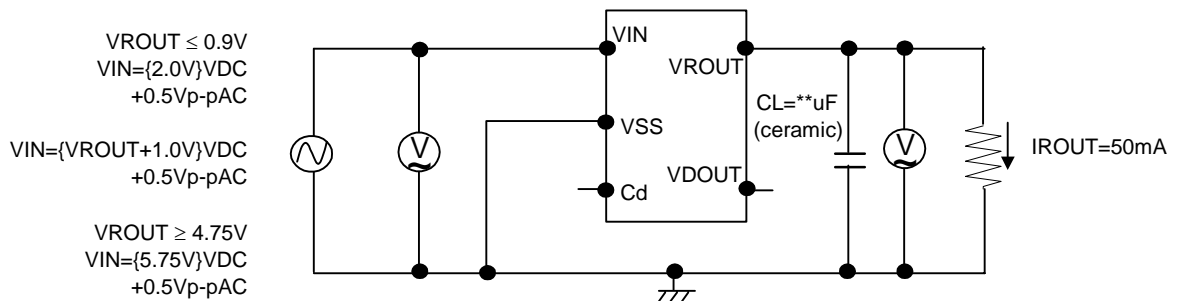 VROUT ≤ 0.9V
VIN={2.0V}VDC
+0.5Vp-pAC
VIN={VROUT+1.0V}VDC
+0.5Vp-pAC
VROUT ≥ 4.75V
VIN={5.75V}VDC
+0.5Vp-pAC
V
VIN
VROUT
VSS
VDOUT
Cd
CL=**uF
(ceramic)
V
IROUT=50mA